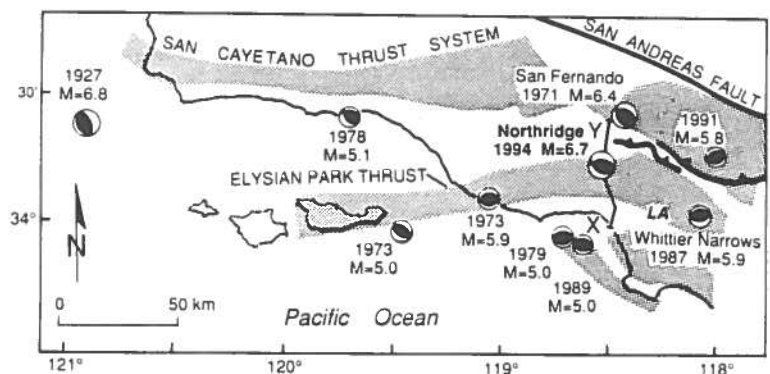 SAN CAYETANO THRUST SYSTEM
SAN ANDREAS FAULT
1927
M=6.8
30'
San Fernando
1971 M=6.4
1991
M=5.8
1978
M=5.1
Northridge Y
1994 M=6.7
ELYSIAN PARK THRUST
34°
N
1973
M=5.0
1973
M=5.9
LA
X
Whittier Narrows
1987 M=5.9
1979
M=5.0
1989
M=5.0
0 50 km
Pacific Ocean
121° 120° 119° 118°